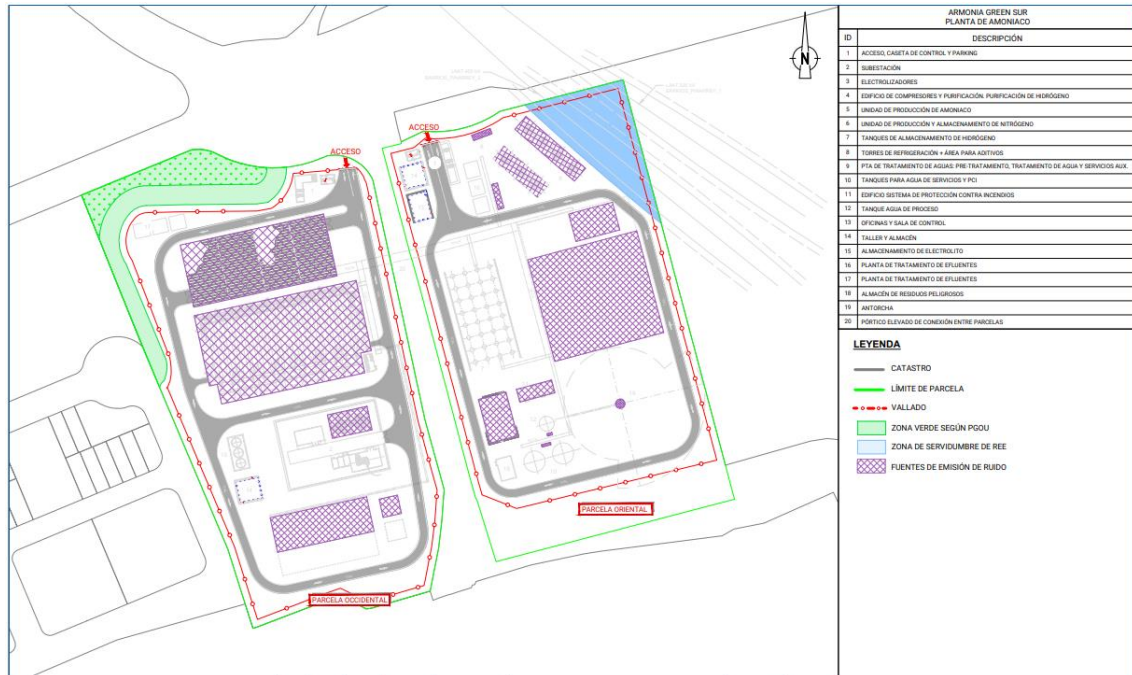 ARMONIA GREEN SUR
PLANTA DE AMONIACO
ID DESCRIPCIÓN
1 ACCESO, CASETA DE CONTROL Y PARKING
2 SUBESTACIÓN
3 ELECTROLIZADORES
4 EDIFICIO DE COMPRESORES Y PURIFICACIÓN. PURIFICACIÓN DE HIDRÓGENO
5 UNIDAD DE PRODUCCIÓN DE AMONIACO
6 UNIDAD DE PRODUCCIÓN Y ALMACENAMIENTO DE NITRÓGENO
7 TANQUES DE ALMACENAMIENTO DE HIDRÓGENO
8 TORRES DE REFRIGERACIÓN + ÁREA PARA ADITIVOS
9 PTA DE TRATAMIENTO DE AGUAS: PRE-TRATAMIENTO, TRATAMIENTO DE AGUA Y SERVICIOS AUX.
10 TANQUES PARA AGUA DE SERVICIOS Y PCI
11 EDIFICIO SISTEMA DE PROTECCIÓN CONTRA INCENDIOS
12 TANQUE AGUA DE PROCESO
13 OFICINAS Y SALA DE CONTROL
14 TALLER Y ALMACÉN
15 ALMACENAMIENTO DE ELECTROLITO
16 PLANTA DE TRATAMIENTO DE EFLUENTES
17 PLANTA DE TRATAMIENTO DE EFLUENTES
18 ALMACÉN DE RESIDUOS PELIGROSOS
19 ANTORCHA
20 PÓRTICO ELEVADO DE CONEXIÓN ENTRE PARCELAS
LEYENDA
CATASTRO
LÍMITE DE PARCELA
VALLADO
ZONA VERDE SEGÚN PGOU
ZONA DE SERVIDUMBRE DE REE
FUENTES DE EMISIÓN DE RUIDO
N
ACCESO
ACCESO
PARCELA ORIENTAL
PARCELA OCCIDENTAL